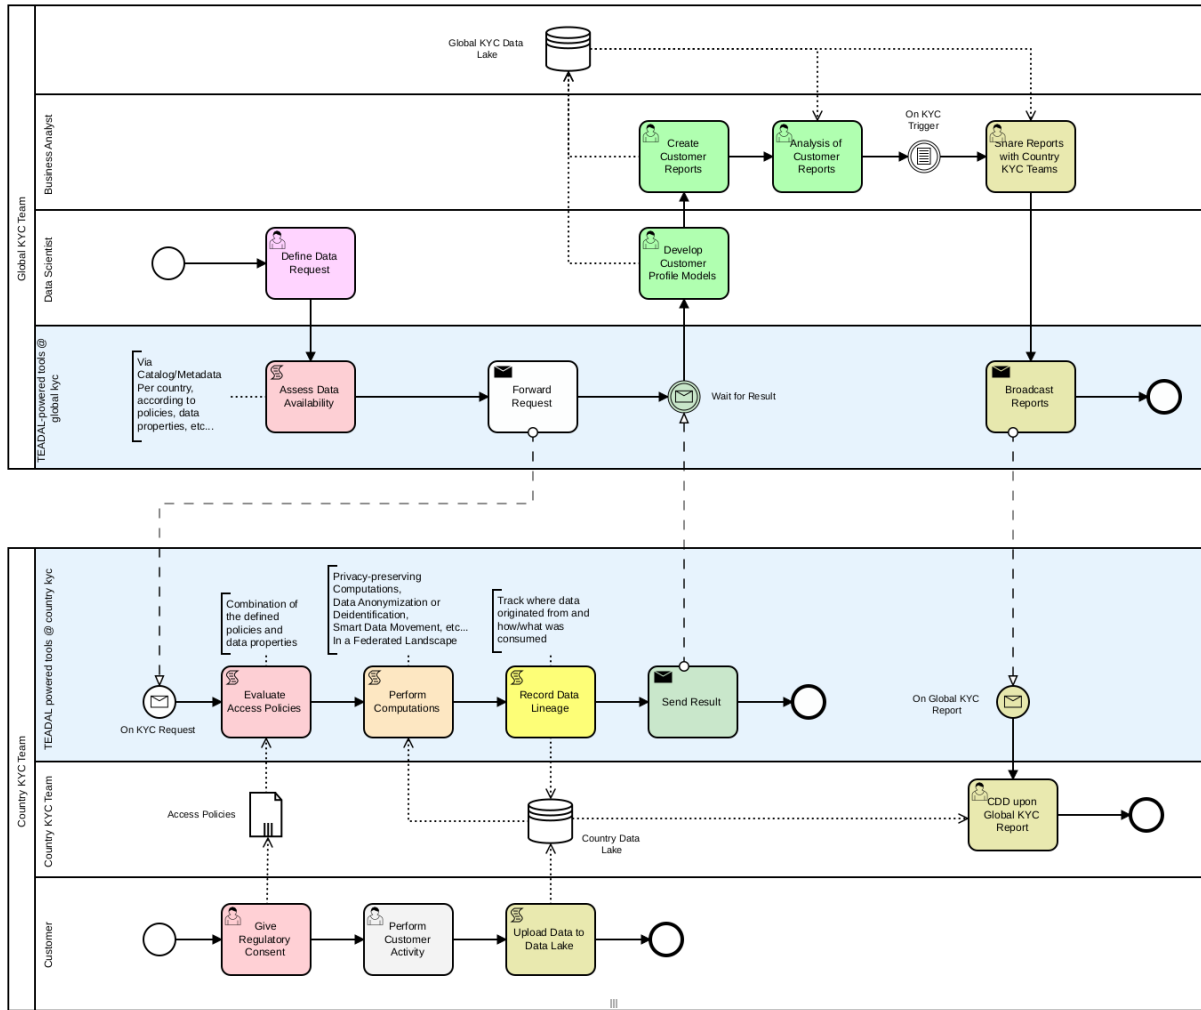 Global KYC Team
Global KYC Data
Lake
Business Analyst
Create
Customer
Reports
Analysis of
Customer
Reports
On KYC
Trigger
Share Reports
with Country
KYC Teams
Data Scientist
Define Data
Request
Develop
Customer
Profile Models
TEADAL-powered tools @
global kyc
Via
Catalog/Metadata
Per country,
according to
policies, data
properties, etc...
Assess Data
Availability
Forward
Request
Wait for Result
Broadcast
Reports
Country KYC Team
TEADAL powered tools @ country kyc
Combination of
the defined
policies and
data properties
Privacy-preserving
Computations,
Data Anonymization or
Deidentification,
Smart Data Movement, etc...
In a Federated Landscape
Track where data
originated from and
how/what was
consumed
On KYC Request
Evaluate
Access Policies
Perform
Computations
Record Data
Lineage
Send Result
On Global KYC
Report
Country KYC Team
Access Policies
Country Data
Lake
CDD upon
Global KYC
Report
Customer
Give
Regulatory
Consent
Perform
Customer
Activity
Upload Data to
Data Lake